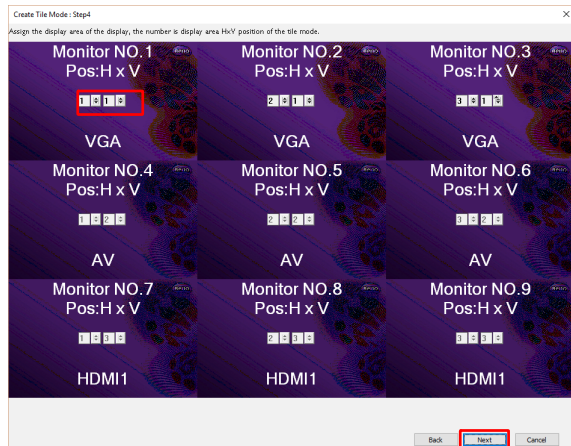 Create Tile Mode : Step4
Assign the display area of the display, the number is display area HxV position of the tile mode.
Monitor NO.1 Monitor NO.2 Monitor NO.3
Pos:H x V Pos:H x V Pos:H x V
1 1 2 1 3 1
VGA VGA VGA
Monitor NO.4 Monitor NO.5 Monitor NO.6
Pos:H x V Pos:H x V Pos:H x V
1 2 2 2 3 2
AV AV AV
Monitor NO.7 Monitor NO.8 Monitor NO.9
Pos:H x V Pos:H x V Pos:H x V
1 3 2 3 3 3
HDMI1 HDMI1 HDMI1
Back Next Cancel